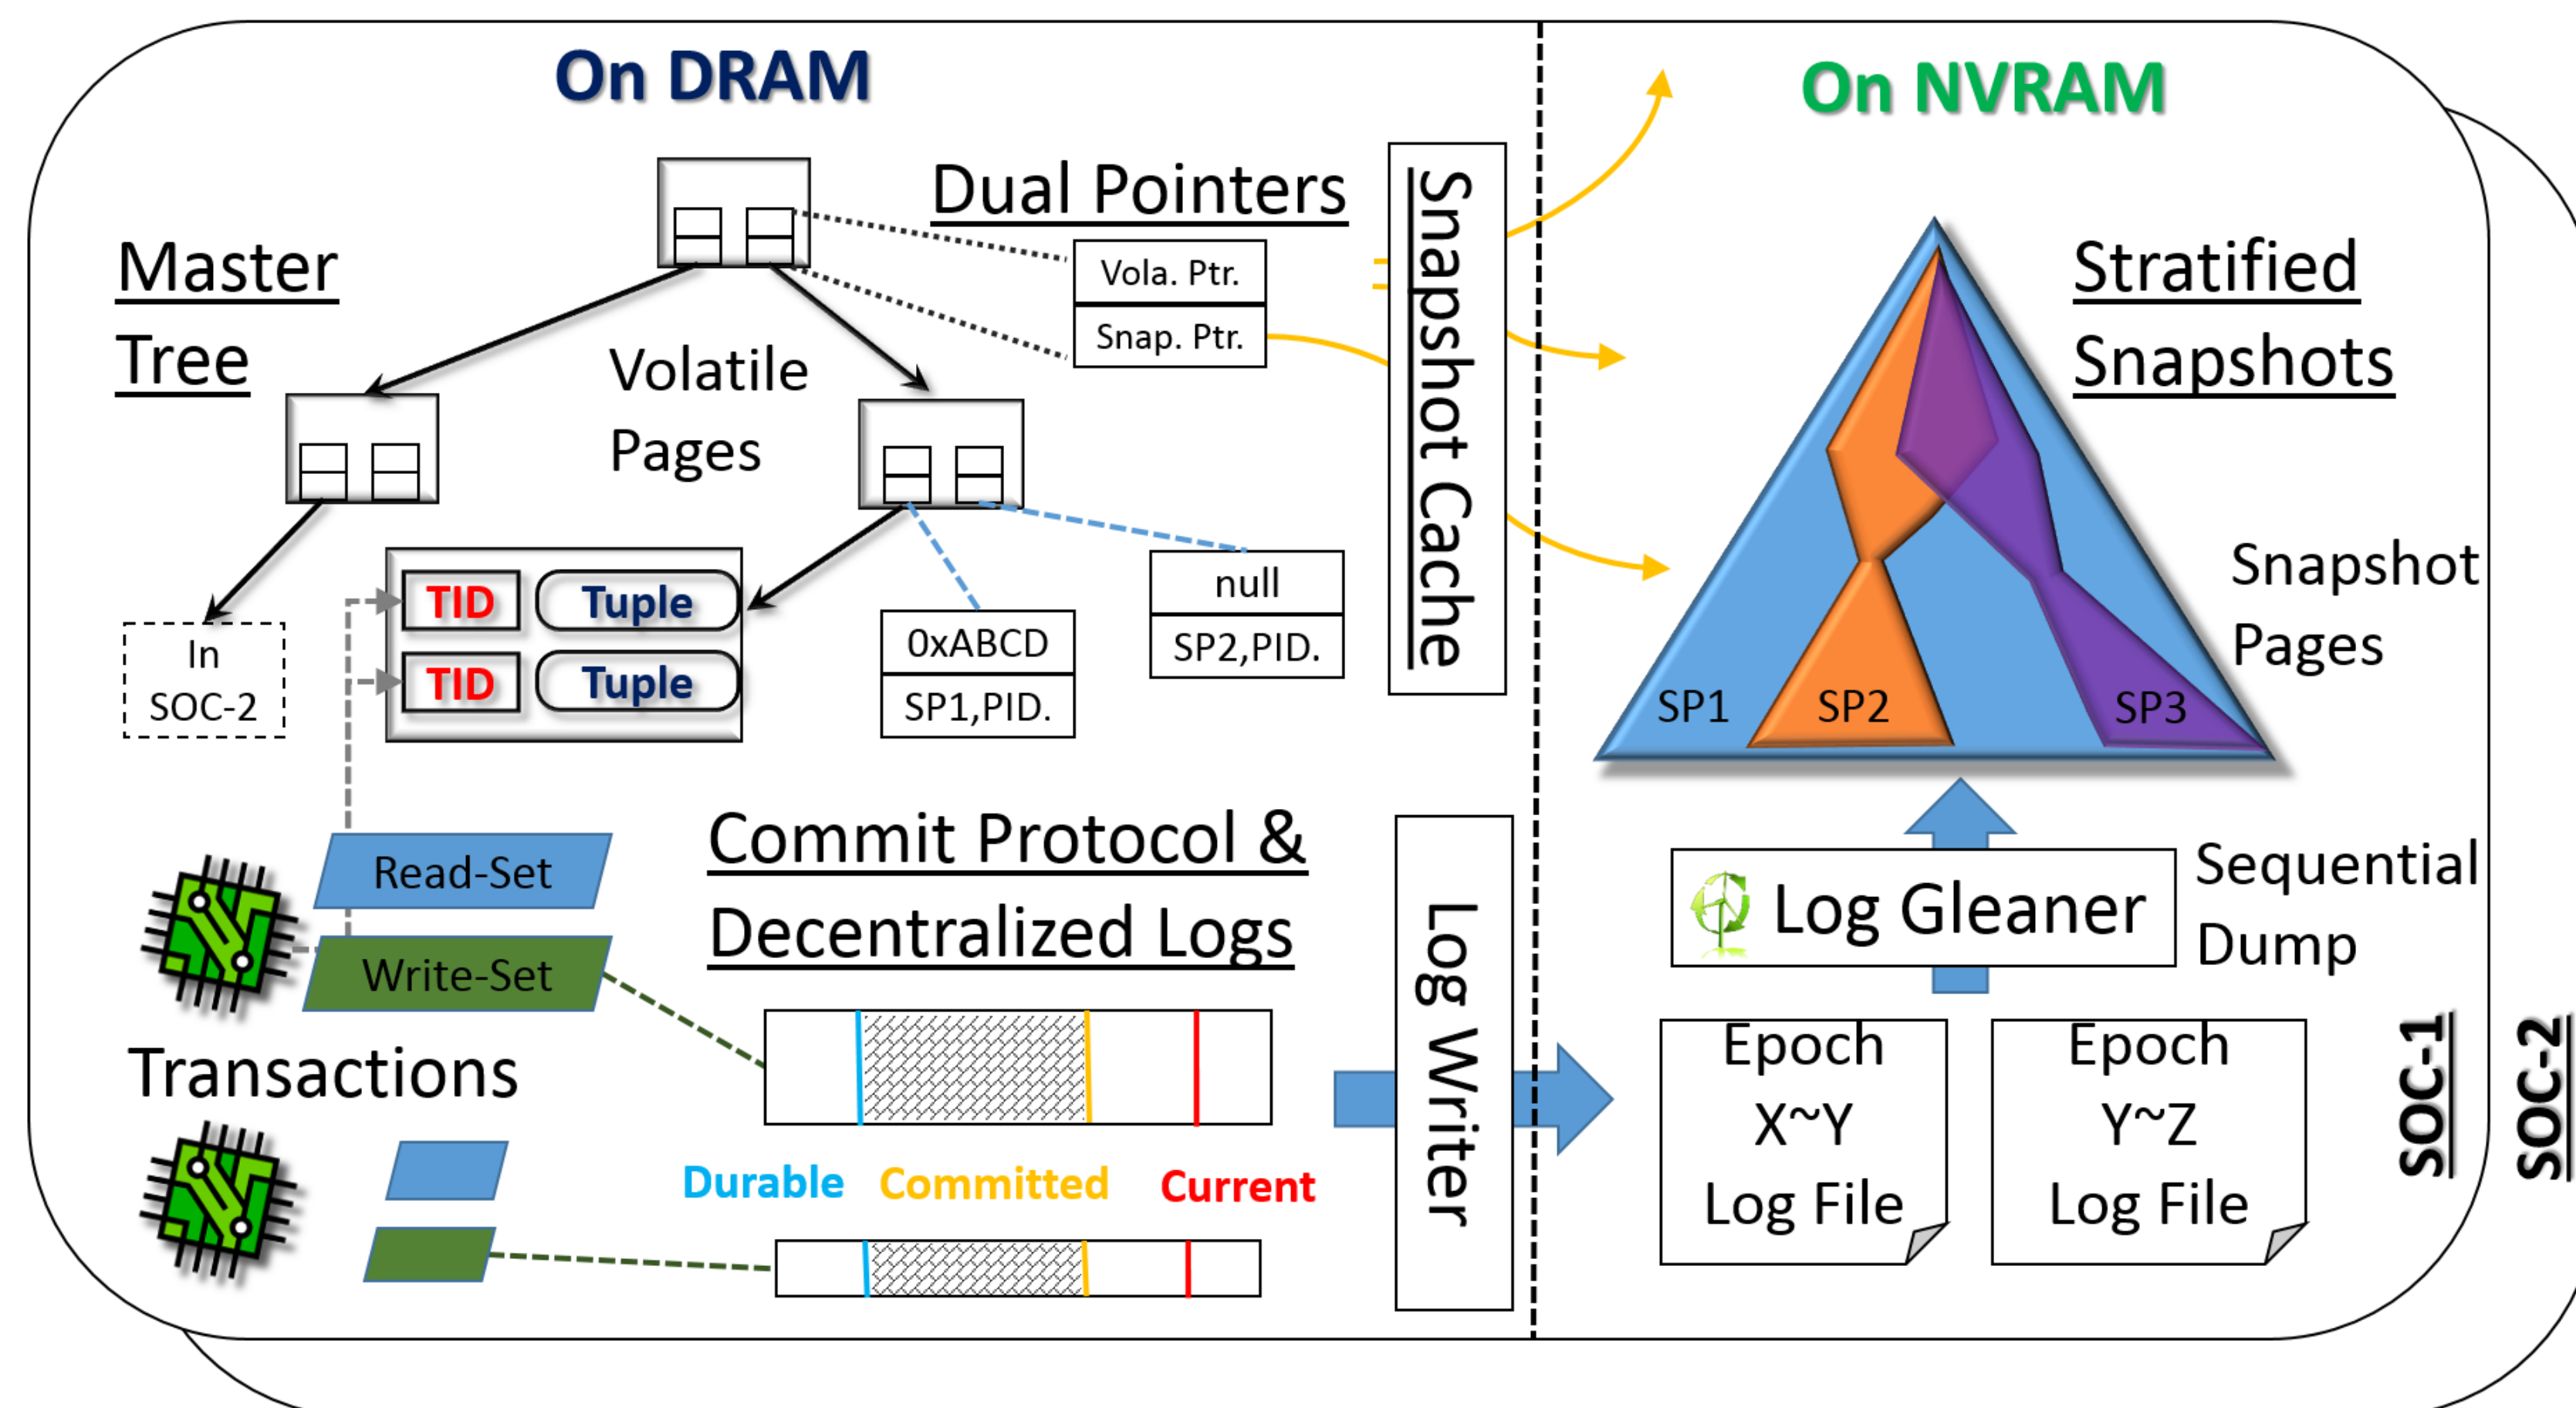 On DRAM
On NVRAM
Master
Tree
Dual Pointers
Vola. Ptr.
Snap. Ptr.
Volatile
Pages
Snapshot Cache
Stratified
Snapshots
In
SOC-2
TID Tuple
TID Tuple
0xABCD
SP1,PID.
null
SP2,PID.
SP1
SP2
SP3
Snapshot
Pages
Read-Set
Write-Set
Transactions
Commit Protocol &
Decentralized Logs
Durable Committed Current
Log Writer
Log Gleaner
Sequential
Dump
Epoch
X~Y
Log File
Epoch
Y~Z
Log File
SOC-1
SOC-2